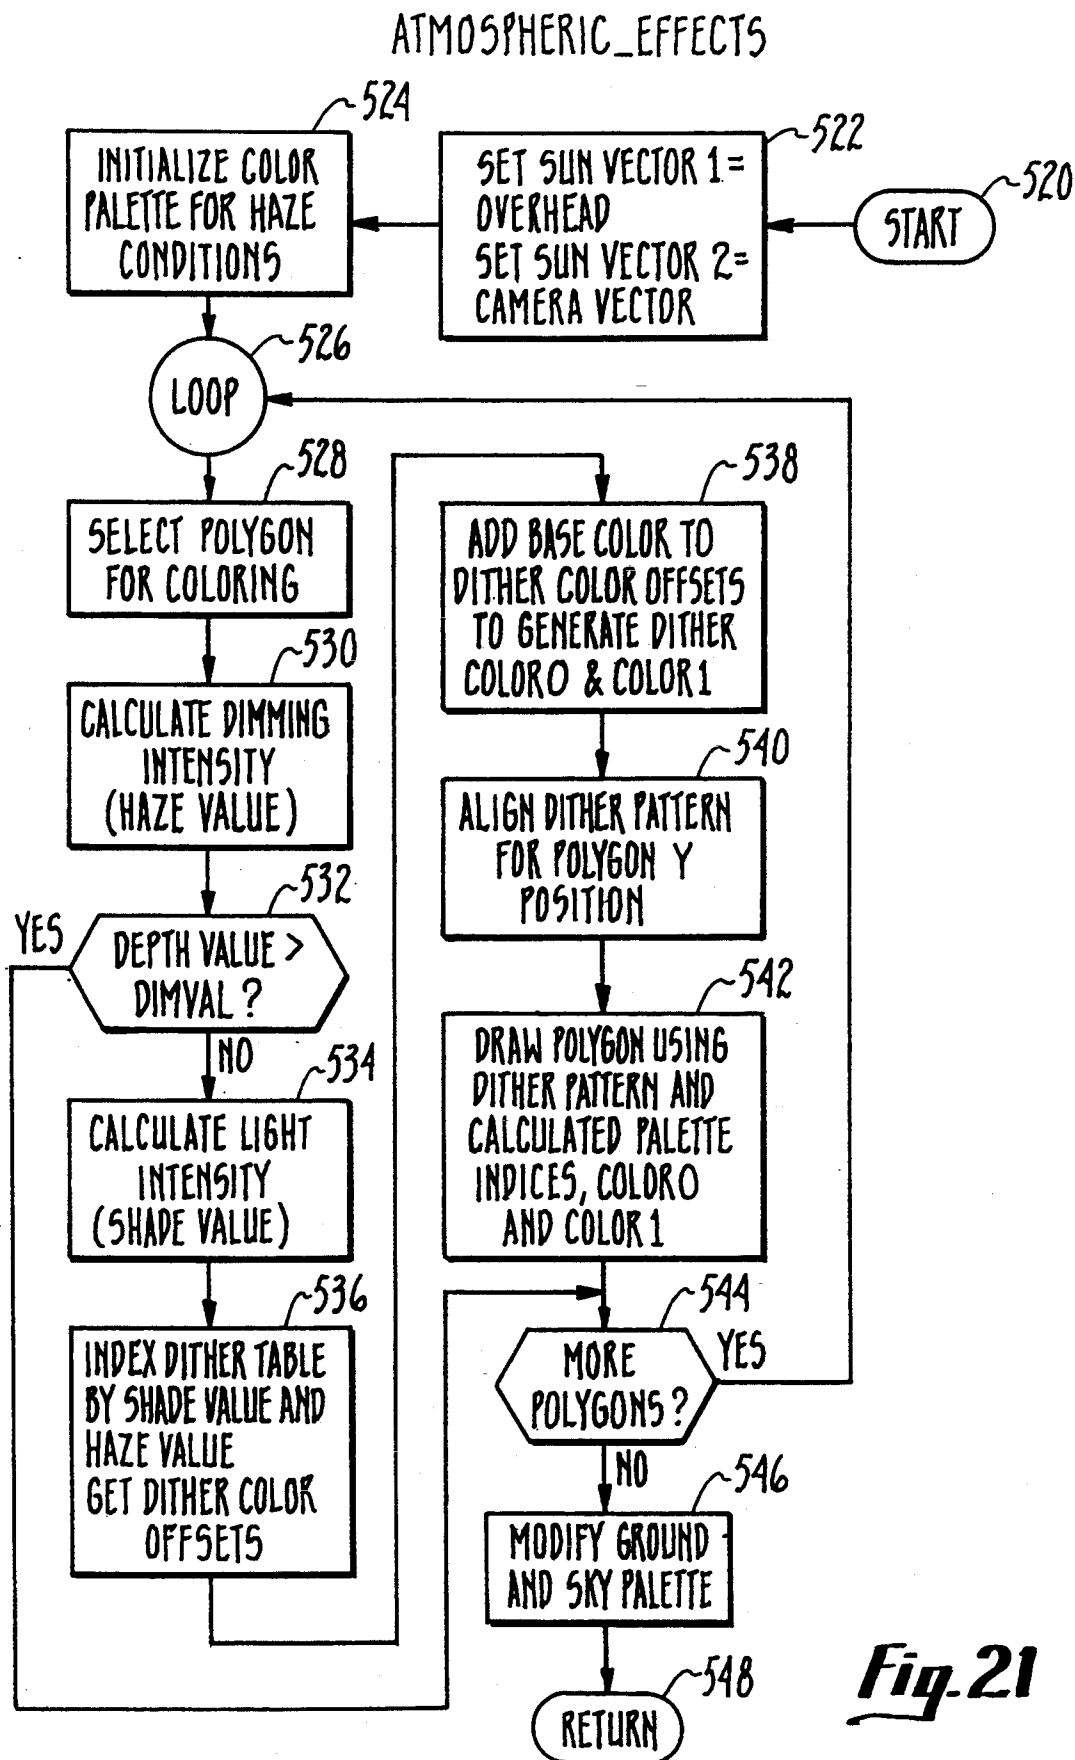 ATMOSPHERIC_EFFECTS
520
START
522
SET SUN VECTOR 1=
OVERHEAD
SET SUN VECTOR 2=
CAMERA VECTOR
524
INITIALIZE COLOR
PALETTE FOR HAZE
CONDITIONS
526
LOOP
528
SELECT POLYGON
FOR COLORING
530
CALCULATE DIMMING
INTENSITY
(HAZE VALUE)
532
DEPTH VALUE >
DIMVAL?
YES
NO
534
CALCULATE LIGHT
INTENSITY
(SHADE VALUE)
536
INDEX DITHER TABLE
BY SHADE VALUE AND
HAZE VALUE
GET DITHER COLOR
OFFSETS
538
ADD BASE COLOR TO
DITHER COLOR OFFSETS
TO GENERATE DITHER
COLOR0 & COLOR1
540
ALIGN DITHER PATTERN
FOR POLYGON Y
POSITION
542
DRAW POLYGON USING
DITHER PATTERN AND
CALCULATED PALETTE
INDICES, COLOR0
AND COLOR1
544
MORE
POLYGONS?
YES
NO
546
MODIFY GROUND
AND SKY PALETTE
548
RETURN
Fig. 21